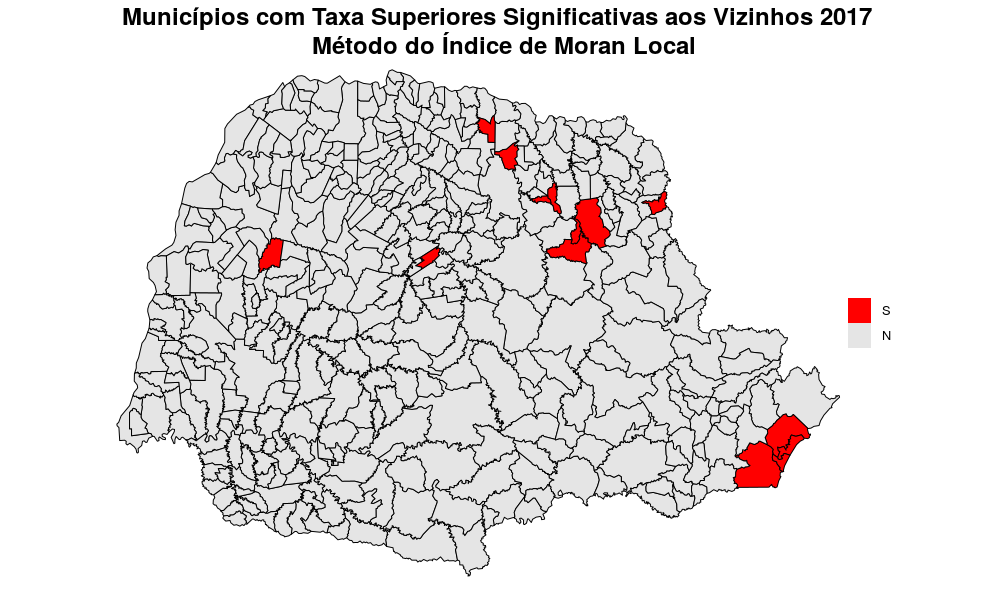 Municípios com Taxa Superiores Significativas aos Vizinhos 2017
Método do Índice de Moran Local
S
N